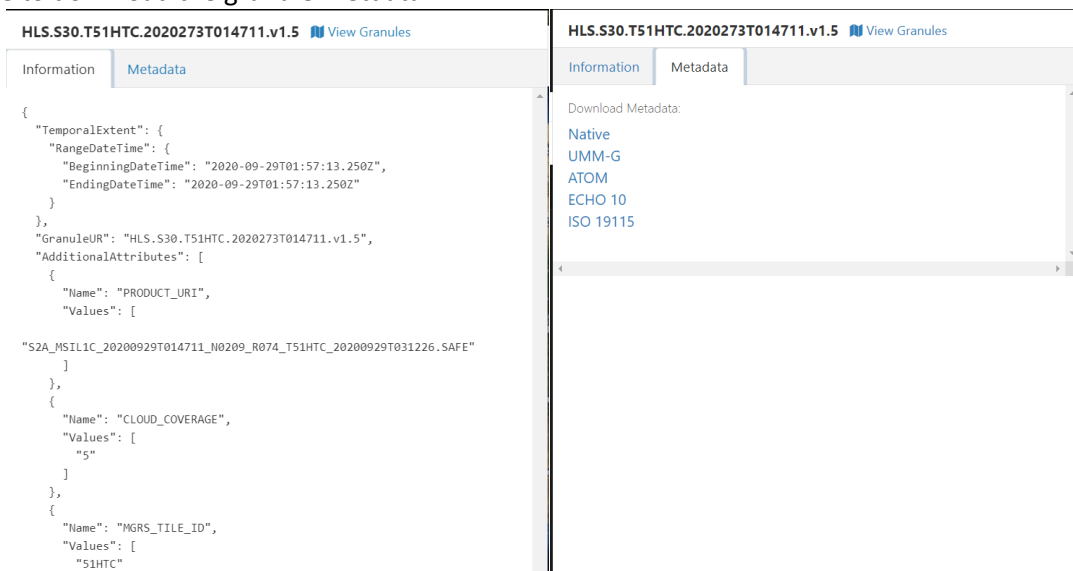 HLS.S30.T51HTC.2020273T014711.v1.5 View Granules
Information Metadata
{
"TemporalExtent": {
"RangeDateTime": {
"BeginningDateTime": "2020-09-29T01:57:13.250Z",
"EndingDateTime": "2020-09-29T01:57:13.250Z"
}
},
"GranuleUR": "HLS.S30.T51HTC.2020273T014711.v1.5",
"AdditionalAttributes": [
{
"Name": "PRODUCT_URI",
"Values": [
"S2A_MSIL1C_20200929T014711_N0209_R074_T51HTC_20200929T031226.SAFE"
]
},
{
"Name": "CLOUD_COVERAGE",
"Values": [
"5"
]
},
{
"Name": "MGRS_TILE_ID",
"Values": [
"51HTC"
HLS.S30.T51HTC.2020273T014711.v1.5 View Granules
Information Metadata
Download Metadata:
Native
UMM-G
ATOM
ECHO 10
ISO 19115